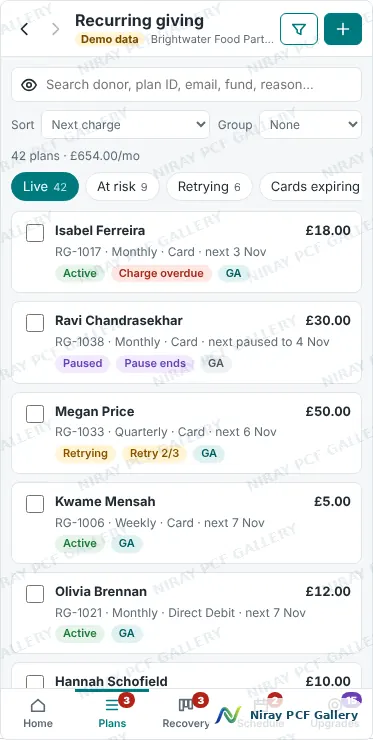 Recurring giving
Demo data Brightwater Food Part...
Search donor, plan ID, email, fund, reason...
Sort Next charge Group None
42 plans · £654.00/mo
Live 42 At risk 9 Retrying 6 Cards expiring
Isabel Ferreira £18.00
RG-1017 · Monthly · Card · next 3 Nov
Active Charge overdue GA
Ravi Chandrasekhar £30.00
RG-1038 · Monthly · Card · next paused to 4 Nov
Paused Pause ends GA
Megan Price £50.00
RG-1033 · Quarterly · Card · next 6 Nov
Retrying Retry 2/3 GA
Kwame Mensah £5.00
RG-1006 · Weekly · Card · next 7 Nov
Active GA
Olivia Brennan £12.00
RG-1021 · Monthly · Direct Debit · next 7 Nov
Active GA
Hannah Schofield £10.00
3 3 2 15
Home Plans Recovery Schedule Upgrades
Niray PCF Gallery
NIRAY PCF GALLERY